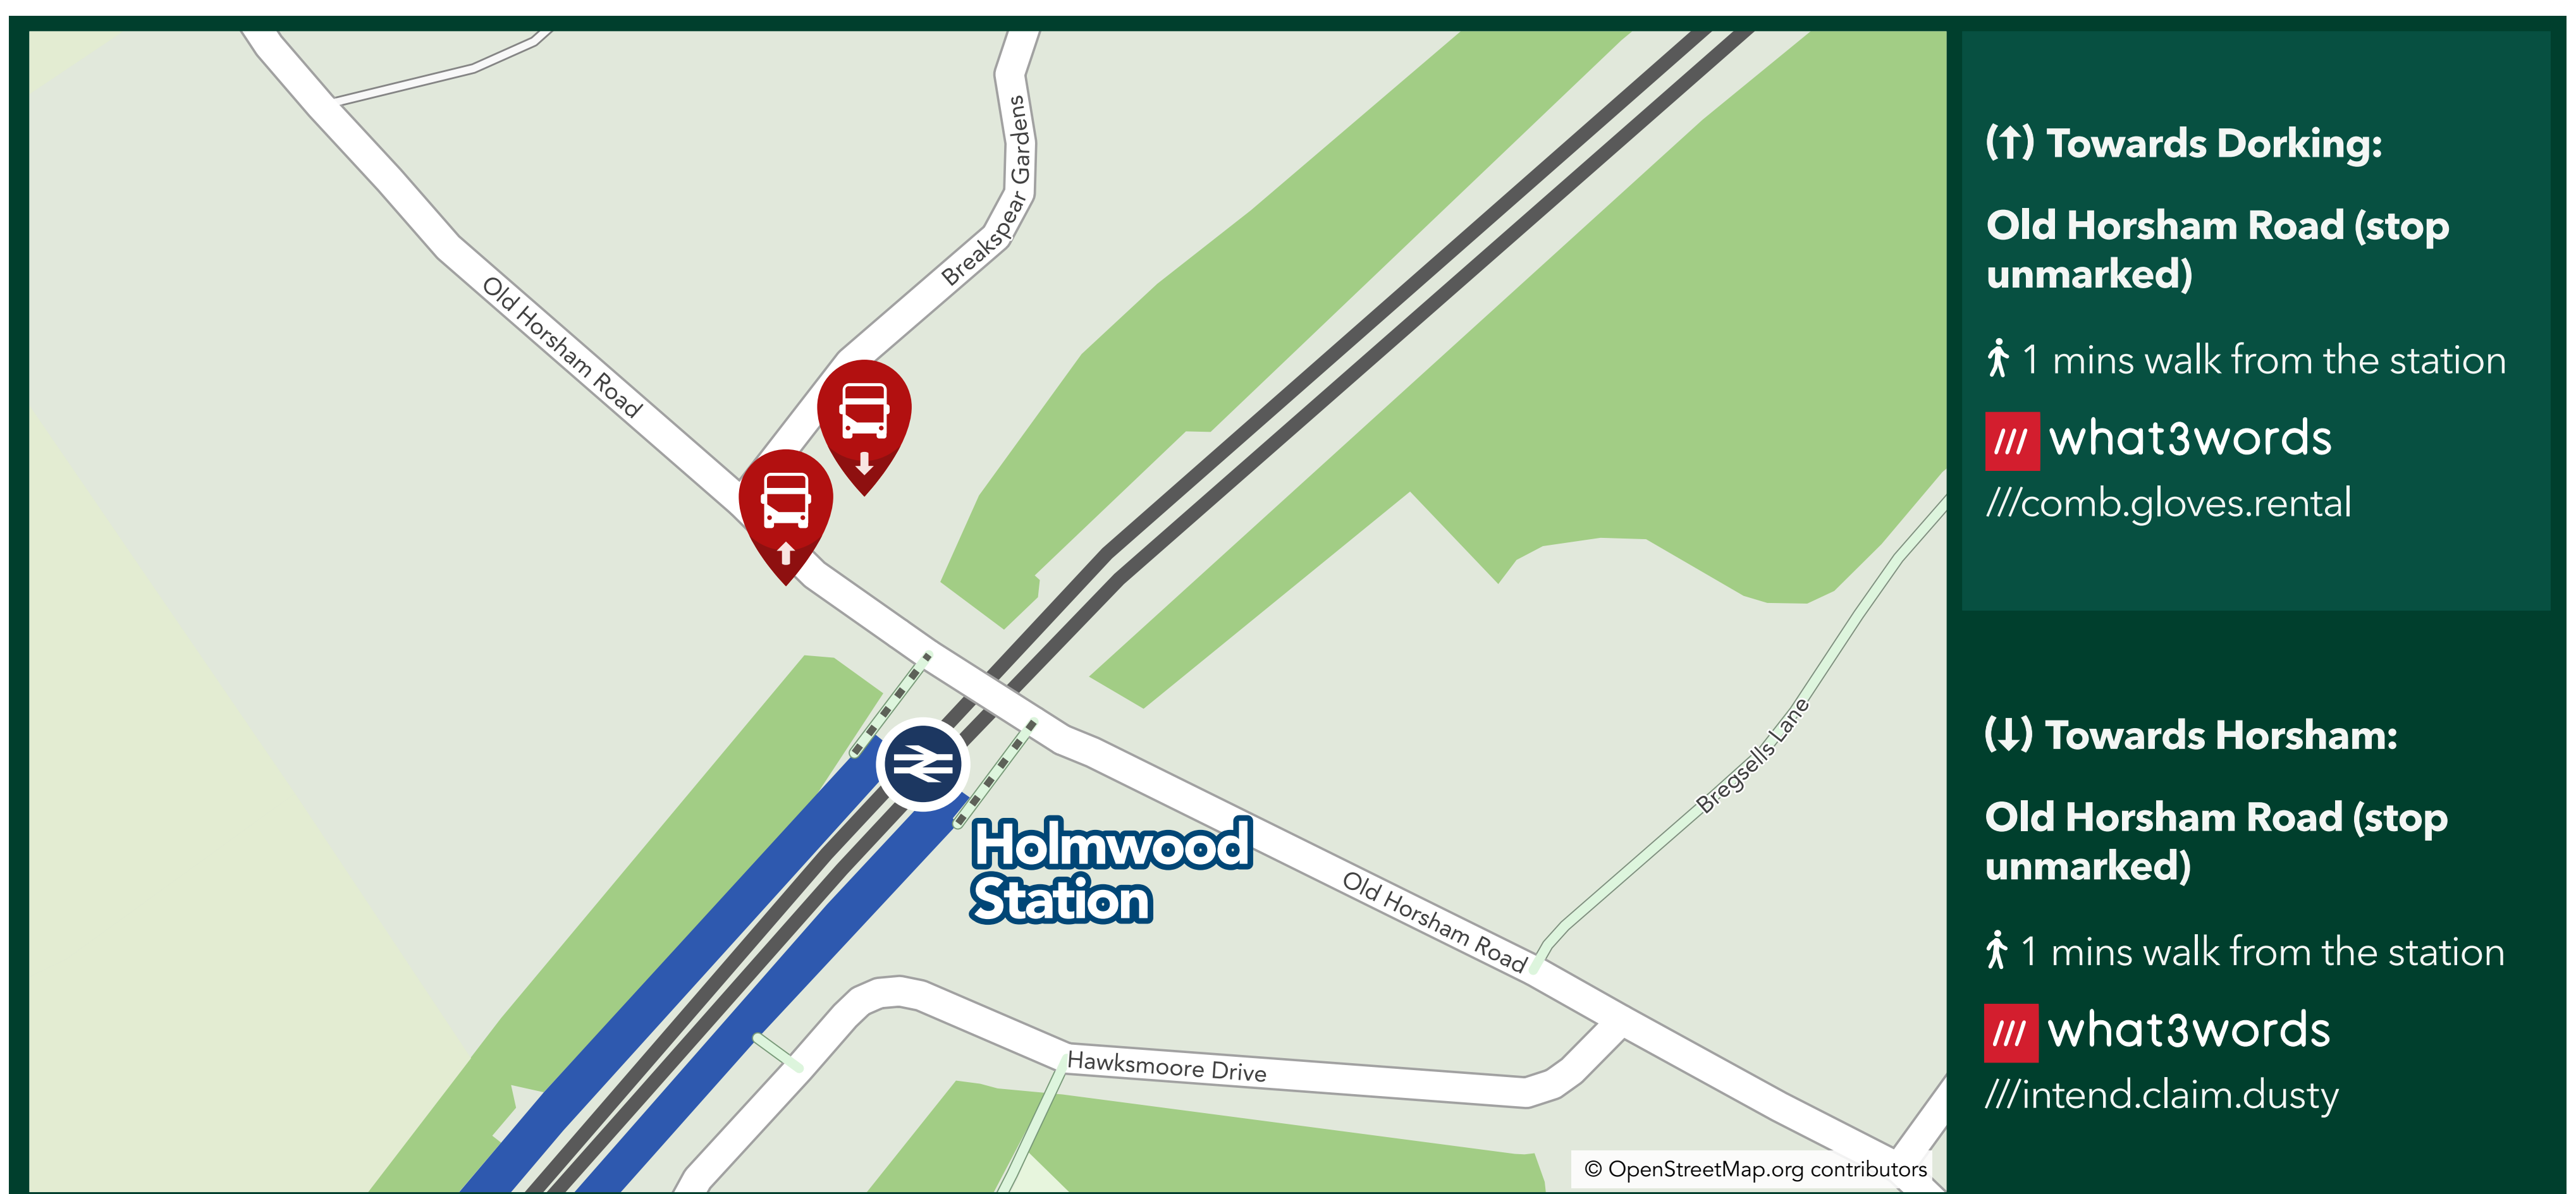 Breakspear Gardens
Old Horsham Road
Holmwood
Station
Bregsells Lane
Old Horsham Road
Hawksmoore Drive
© OpenStreetMap.org contributors
(↑) Towards Dorking:
Old Horsham Road (stop
unmarked)
1 mins walk from the station
/// what3words
///comb.gloves.rental
(↓) Towards Horsham:
Old Horsham Road (stop
unmarked)
1 mins walk from the station
/// what3words
///intend.claim.dusty